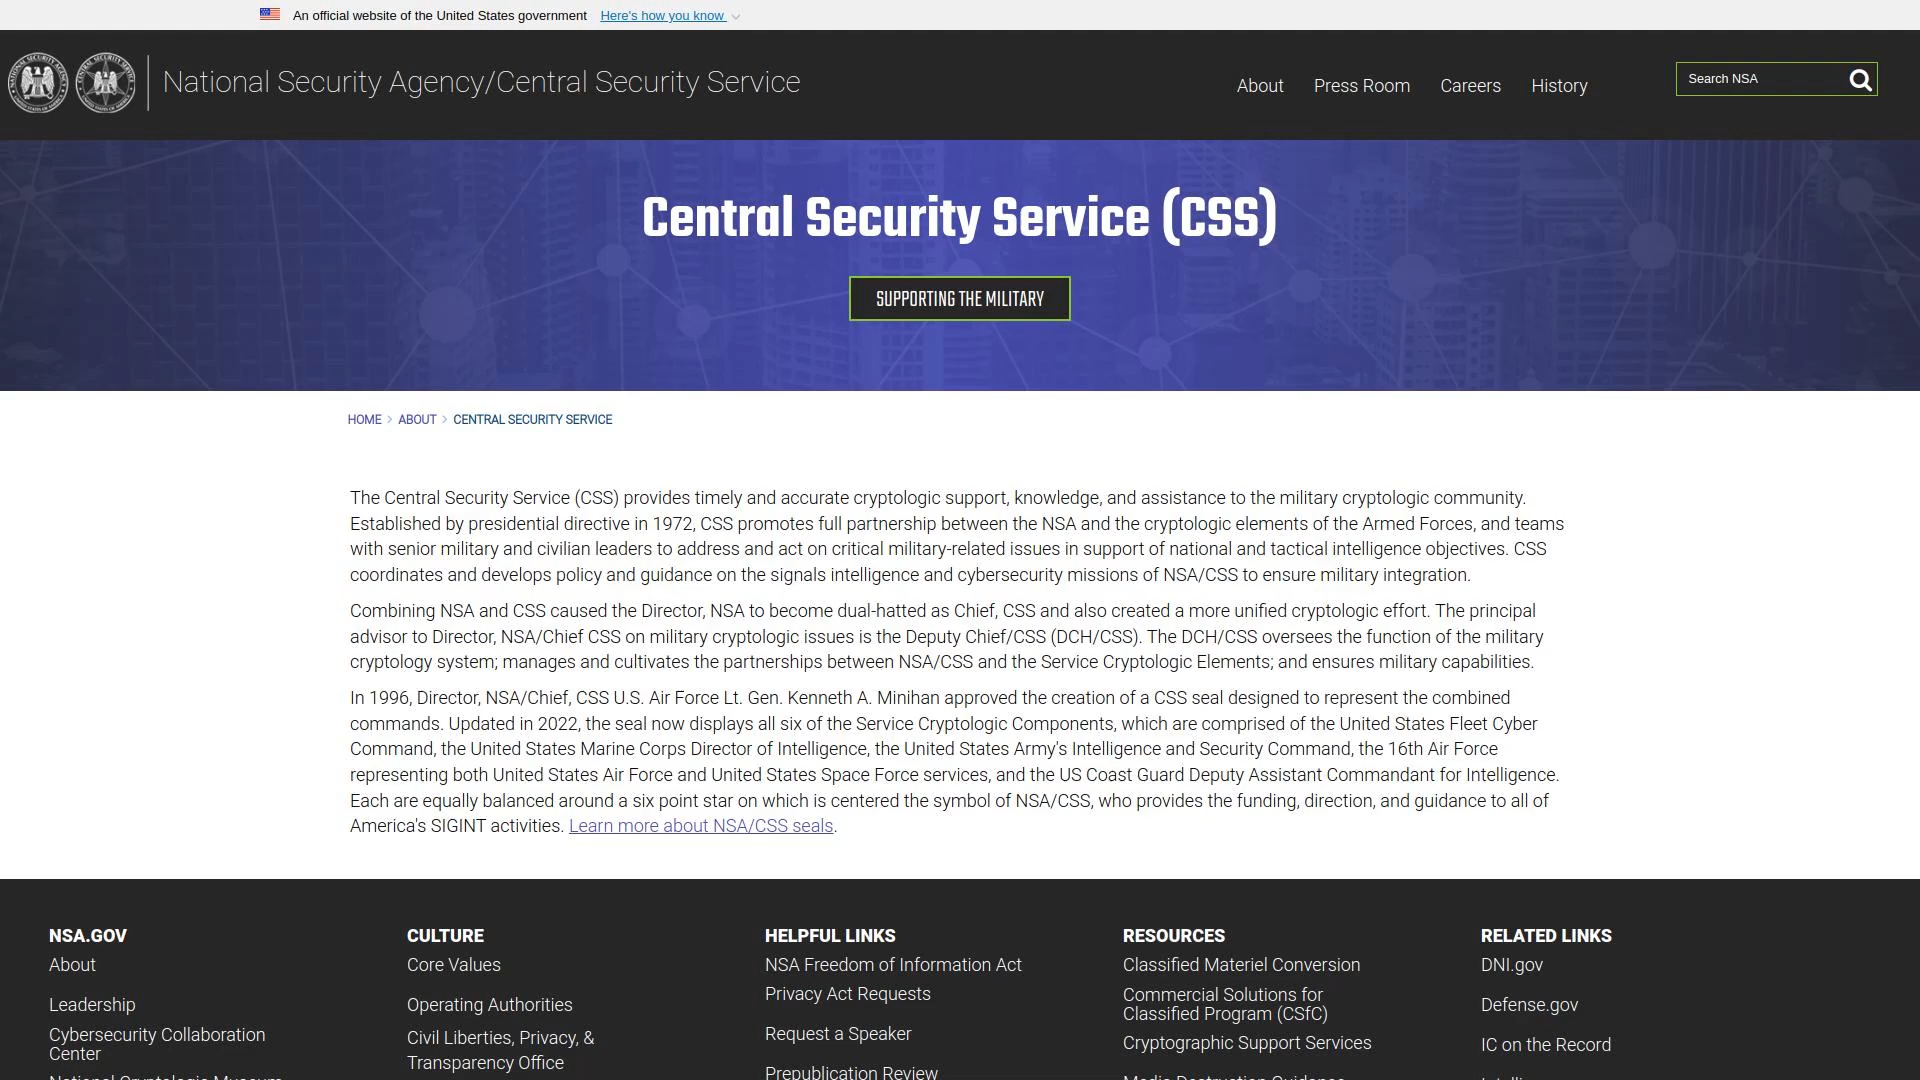 An official website of the United States government Here's how you know
National Security Agency/Central Security Service
About Press Room Careers History
Search NSA
Central Security Service (CSS)
SUPPORTING THE MILITARY
HOME > ABOUT > CENTRAL SECURITY SERVICE
The Central Security Service (CSS) provides timely and accurate cryptologic support, knowledge, and assistance to the military cryptologic community.
Established by presidential directive in 1972, CSS promotes full partnership between the NSA and the cryptologic elements of the Armed Forces, and teams
with senior military and civilian leaders to address and act on critical military-related issues in support of national and tactical intelligence objectives. CSS
coordinates and develops policy and guidance on the signals intelligence and cybersecurity missions of NSA/CSS to ensure military integration.
Combining NSA and CSS caused the Director, NSA to become dual-hatted as Chief, CSS and also created a more unified cryptologic effort. The principal
advisor to Director, NSA/Chief CSS on military cryptologic issues is the Deputy Chief/CSS (DCH/CSS). The DCH/CSS oversees the function of the military
cryptology system; manages and cultivates the partnerships between NSA/CSS and the Service Cryptologic Elements; and ensures military capabilities.
In 1996, Director, NSA/Chief, CSS U.S. Air Force Lt. Gen. Kenneth A. Minihan approved the creation of a CSS seal designed to represent the combined
commands. Updated in 2022, the seal now displays all six of the Service Cryptologic Components, which are comprised of the United States Fleet Cyber
Command, the United States Marine Corps Director of Intelligence, the United States Army's Intelligence and Security Command, the 16th Air Force
representing both United States Air Force and United States Space Force services, and the US Coast Guard Deputy Assistant Commandant for Intelligence.
Each are equally balanced around a six point star on which is centered the symbol of NSA/CSS, who provides the funding, direction, and guidance to all of
America's SIGINT activities. Learn more about NSA/CSS seals.
NSA.GOV
About
Leadership
Cybersecurity Collaboration
Center
National Cryptologic Museum
CULTURE
Core Values
Operating Authorities
Civil Liberties, Privacy, &
Transparency Office
HELPFUL LINKS
NSA Freedom of Information Act
Privacy Act Requests
Request a Speaker
Prepublication Review
RESOURCES
Classified Materiel Conversion
Commercial Solutions for
Classified Program (CSfC)
Cryptographic Support Services
Media Destruction Guidance
RELATED LINKS
DNI.gov
Defense.gov
IC on the Record